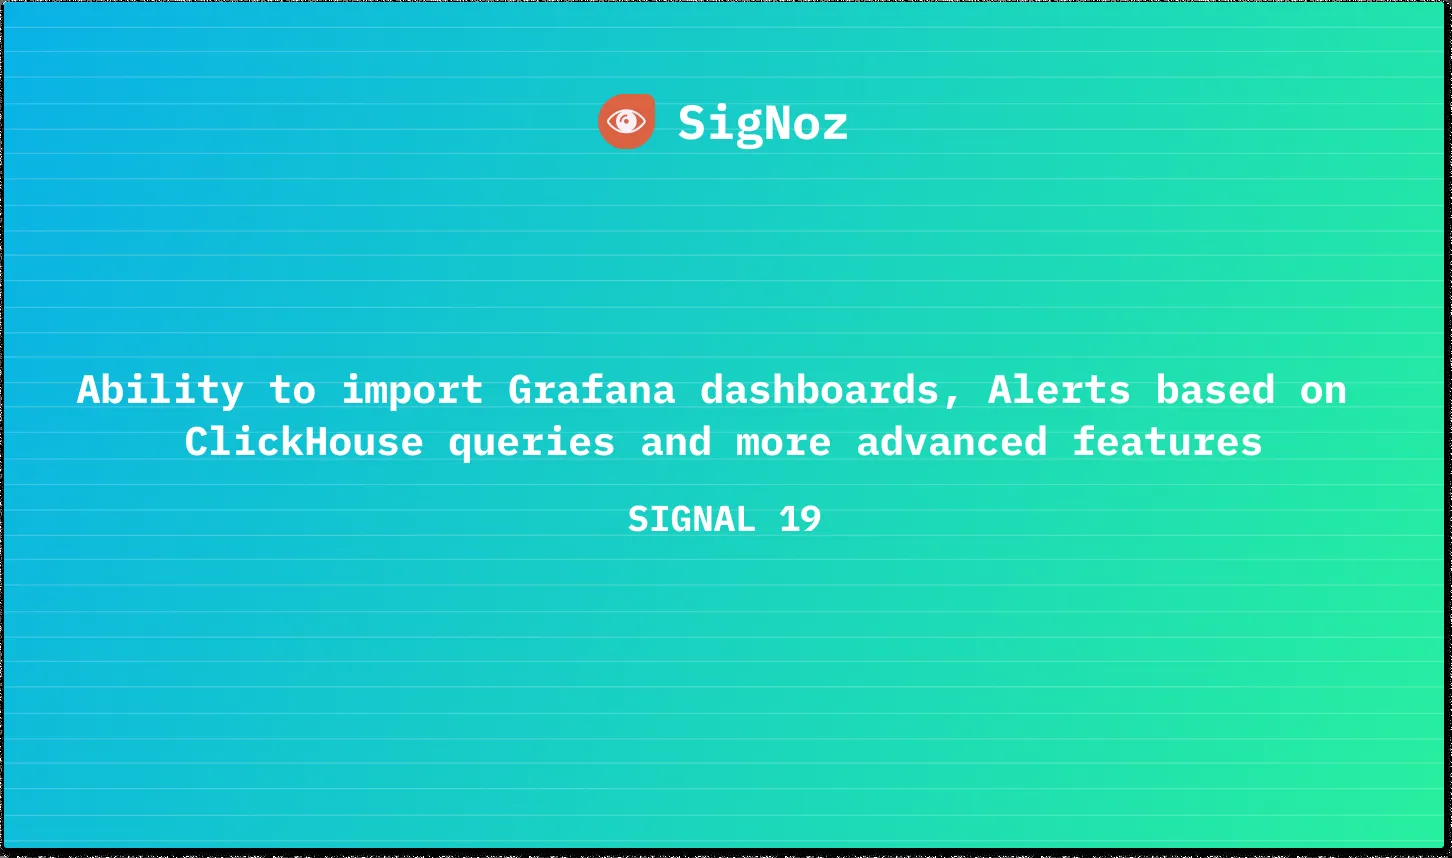 SigNoz
Ability to import Grafana dashboards, Alerts based on
ClickHouse queries and more advanced features
SIGNAL 19